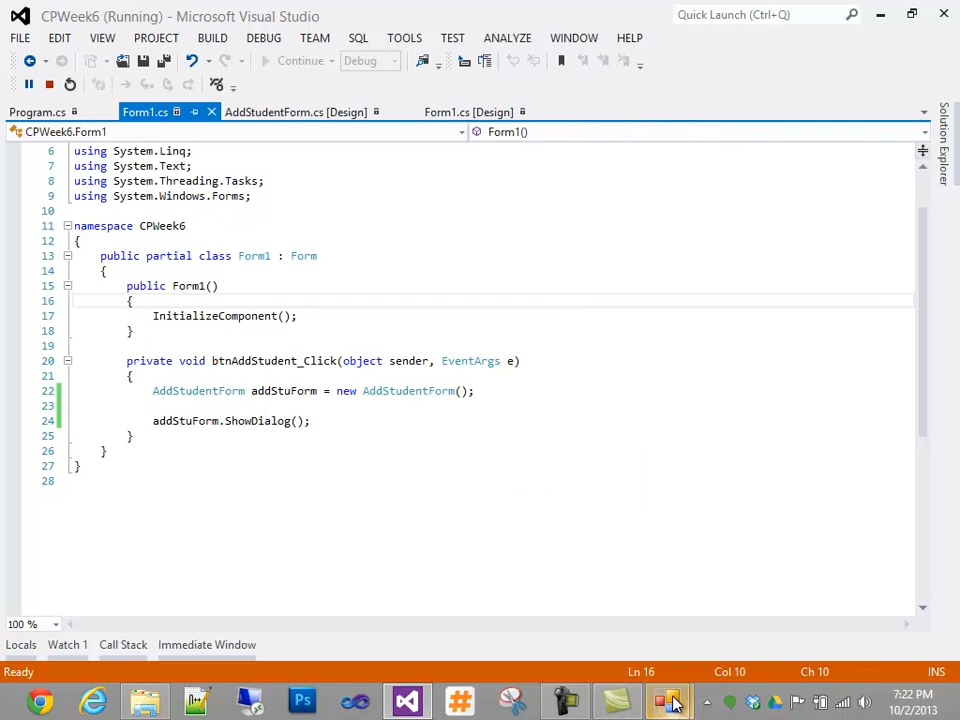 CPWeek6 (Running) - Microsoft Visual Studio
Quick Launch (Ctrl+Q)
FILE EDIT VIEW PROJECT BUILD DEBUG TEAM SQL TOOLS TEST ANALYZE WINDOW HELP
Continue Debug
Program.cs Form1.cs AddStudentForm.cs [Design] Form1.cs [Design]
Solution Explorer
CPWeek6.Form1 Form1()
6 using System.Linq;
7 using System.Text;
8 using System.Threading.Tasks;
9 using System.Windows.Forms;
10
11 namespace CPWeek6
12 {
13 public partial class Form1 : Form
14 {
15 public Form1()
16 {
17 InitializeComponent();
18 }
19
20 private void btnAddStudent_Click(object sender, EventArgs e)
21 {
22 AddStudentForm addStuForm = new AddStudentForm();
23
24 addStuForm.ShowDialog();
25 }
26 }
27 }
28
100 %
Locals Watch 1 Call Stack Immediate Window
Ready Ln 16 Col 10 Ch 10 INS
Ps
7:22 PM
10/2/2013